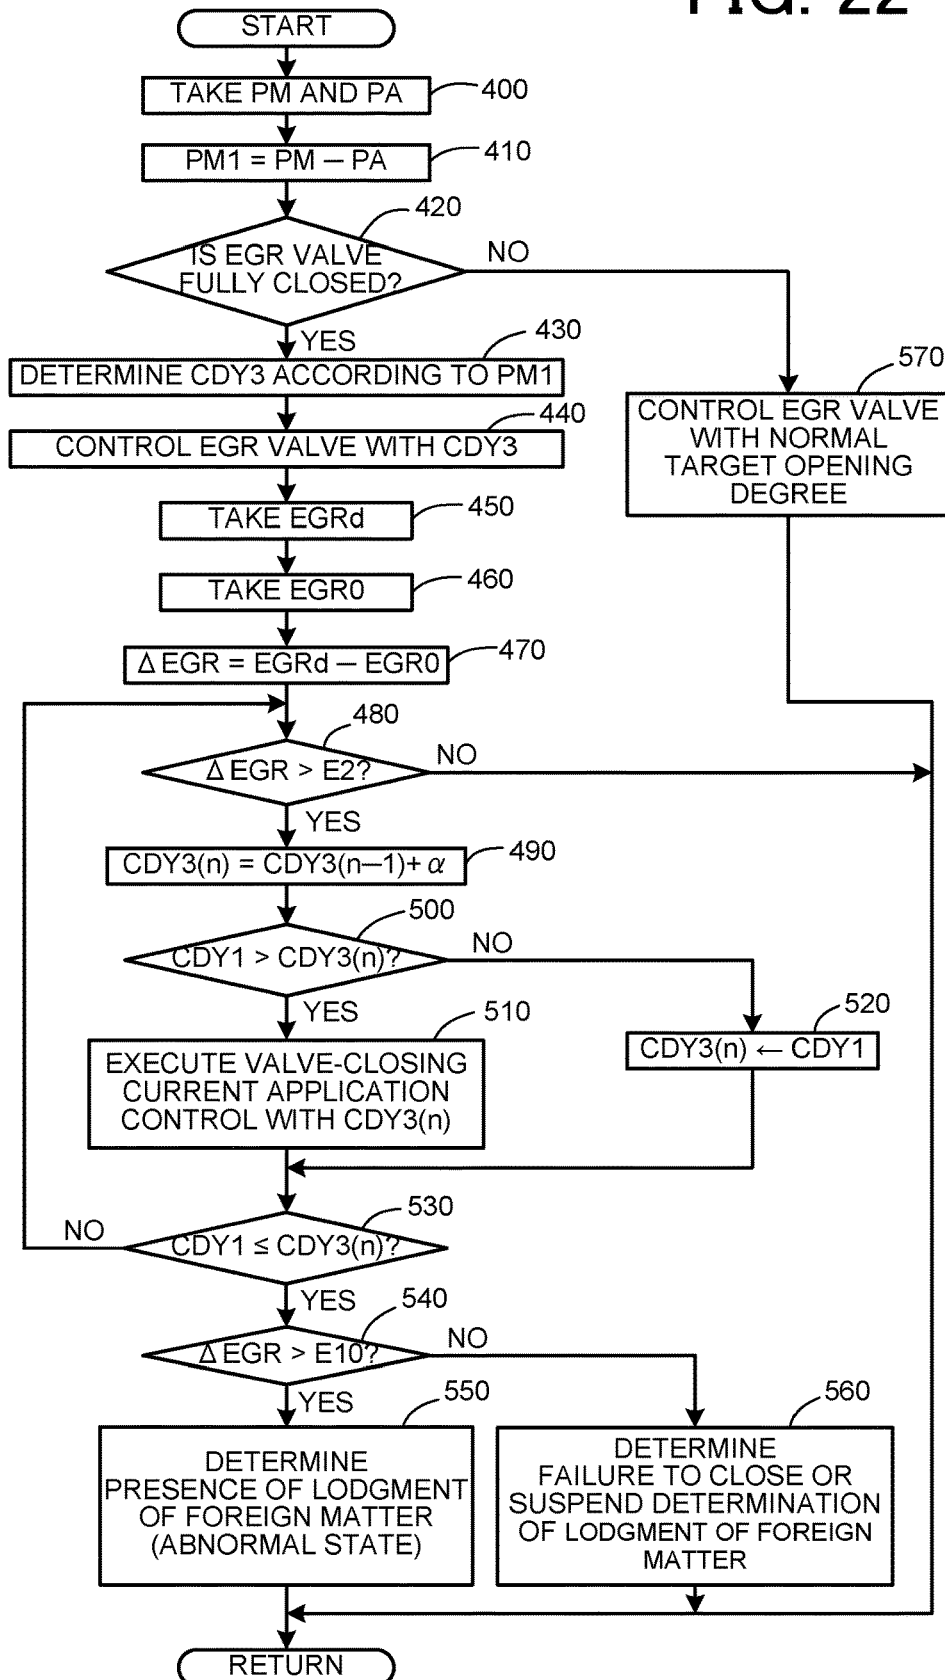 FIG. 22
START
TAKE PM AND PA
400
PM1 = PM – PA
410
420
IS EGR VALVE
FULLY CLOSED?
NO
YES
430
DETERMINE CDY3 ACCORDING TO PM1
570
CONTROL EGR VALVE
WITH NORMAL
TARGET OPENING
DEGREE
440
CONTROL EGR VALVE WITH CDY3
TAKE EGRd
450
TAKE EGR0
460
Δ EGR = EGRd – EGR0
470
480
Δ EGR > E2?
NO
YES
CDY3(n) = CDY3(n–1)+ α
490
500
CDY1 > CDY3(n)?
NO
YES
510
EXECUTE VALVE-CLOSING
CURRENT APPLICATION
CONTROL WITH CDY3(n)
520
CDY3(n) ← CDY1
530
NO
CDY1 ≤ CDY3(n)?
YES
540
Δ EGR > E10?
NO
YES
550
DETERMINE
PRESENCE OF LODGMENT
OF FOREIGN MATTER
(ABNORMAL STATE)
560
DETERMINE
FAILURE TO CLOSE OR
SUSPEND DETERMINATION
OF LODGMENT OF FOREIGN
MATTER
RETURN